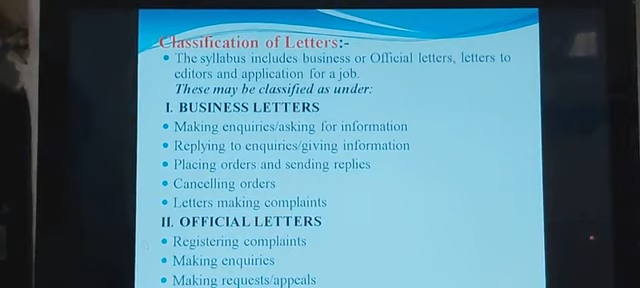 Classification of Letters:-
• The syllabus includes business or Official letters, letters to
editors and application for a job.
These may be classified as under:
I. BUSINESS LETTERS
• Making enquiries/asking for information
• Replying to enquiries/giving information
• Placing orders and sending replies
• Cancelling orders
• Letters making complaints
II. OFFICIAL LETTERS
• Registering complaints
• Making enquiries
• Making requests/appeals